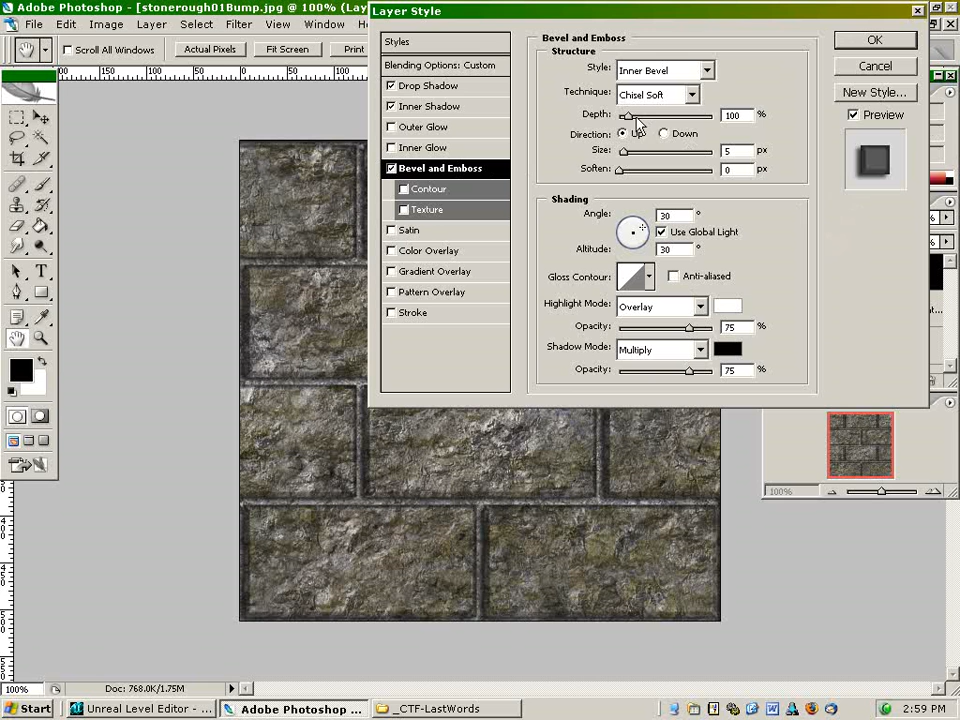 Adobe Photoshop - [stonerough01Bump.jpg @ 100% (Lay
File Edit Image Layer Select Filter View Window H
Scroll All Windows Actual Pixels Fit Screen Print
100 50 0 50 100
Layer Style
Styles
Blending Options: Custom
Drop Shadow
Inner Shadow
Outer Glow
Inner Glow
Bevel and Emboss
Contour
Texture
Satin
Color Overlay
Gradient Overlay
Pattern Overlay
Stroke
Bevel and Emboss
Structure
Style: Inner Bevel
Technique: Chisel Soft
Depth: 100 %
Direction: Up Down
Size: 5 px
Soften: 0 px
Shading
Angle: 30 °
Use Global Light
Altitude: 30 °
Gloss Contour: Anti-aliased
Highlight Mode: Overlay
Opacity: 75 %
Shadow Mode: Multiply
Opacity: 75 %
OK
Cancel
New Style...
Preview
100%
100% Doc: 768.0K/1.75M
Start Unreal Level Editor - ... Adobe Photoshop - ... _CTF-LastWords 2:59 PM